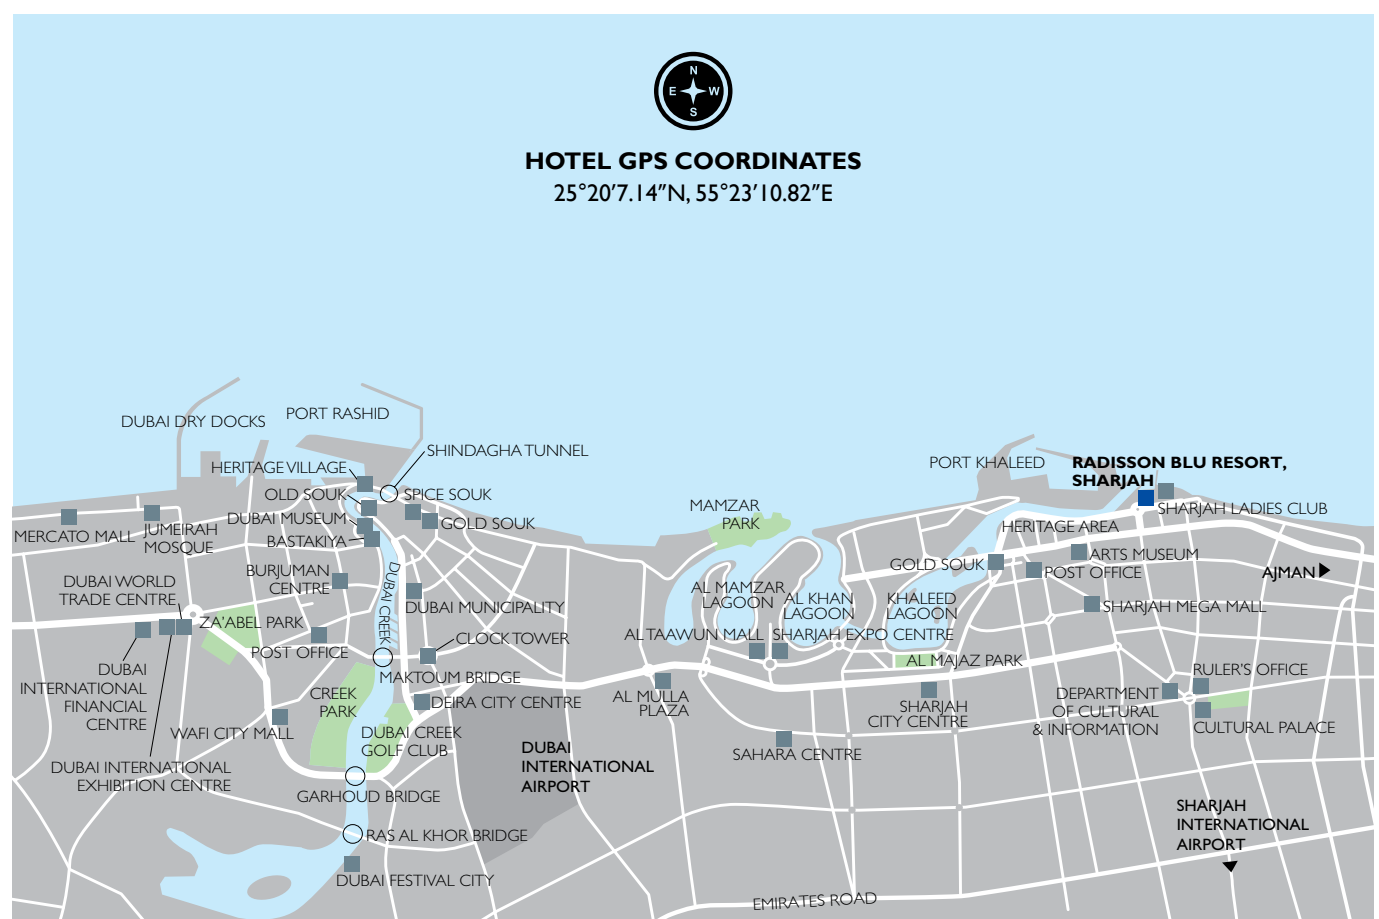 N
E W
S
HOTEL GPS COORDINATES
25°20′7.14″N, 55°23′10.82″E
DUBAI DRY DOCKS
PORT RASHID
SHINDAGHA TUNNEL
HERITAGE VILLAGE
OLD SOUK
SPICE SOUK
DUBAI MUSEUM
GOLD SOUK
BASTAKIYA
MERCATO MALL
JUMEIRAH
MOSQUE
BURJUMAN
CENTRE
DUBAI WORLD
TRADE CENTRE
DUBAI CREEK
DUBAI MUNICIPALITY
ZA'ABEL PARK
POST OFFICE
CLOCK TOWER
MAKTOUM BRIDGE
DUBAI
INTERNATIONAL
FINANCIAL
CENTRE
CREEK
PARK
DEIRA CITY CENTRE
WAFI CITY MALL
DUBAI CREEK
GOLF CLUB
DUBAI INTERNATIONAL
EXHIBITION CENTRE
GARHOUD BRIDGE
RAS AL KHOR BRIDGE
DUBAI FESTIVAL CITY
DUBAI
INTERNATIONAL
AIRPORT
MAMZAR
PARK
AL MAMZAR
LAGOON
AL KHAN
LAGOON
KHALEED
LAGOON
AL TAAWUN MALL
SHARJAH EXPO CENTRE
AL MULLA
PLAZA
SAHARA CENTRE
AL MAJAZ PARK
SHARJAH
CITY CENTRE
EMIRATES ROAD
PORT KHALEED
RADISSON BLU RESORT,
SHARJAH
SHARJAH LADIES CLUB
HERITAGE AREA
GOLD SOUK
ARTS MUSEUM
POST OFFICE
AJMAN
SHARJAH MEGA MALL
RULER'S OFFICE
DEPARTMENT
OF CULTURAL
& INFORMATION
CULTURAL PALACE
SHARJAH
INTERNATIONAL
AIRPORT